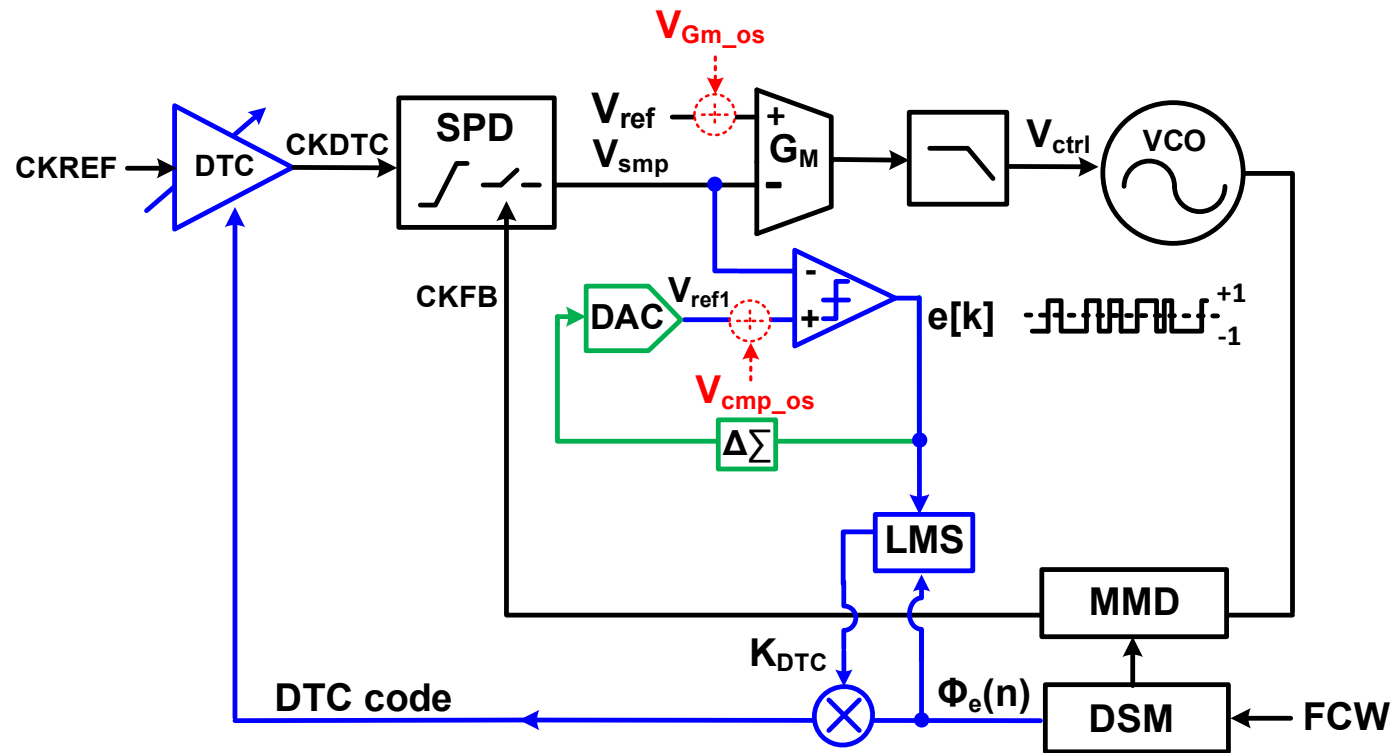 V_Gm_os
V_ref
V_smp
+
-
G_M
SPD
CKREF
DTC
CKDTC
V_ctrl
VCO
CKFB
DAC
V_ref1
-
+
e[k]
+1
-1
V_cmp_os
Δ∑
LMS
MMD
K_DTC
DTC code
Φ_e(n)
DSM
FCW